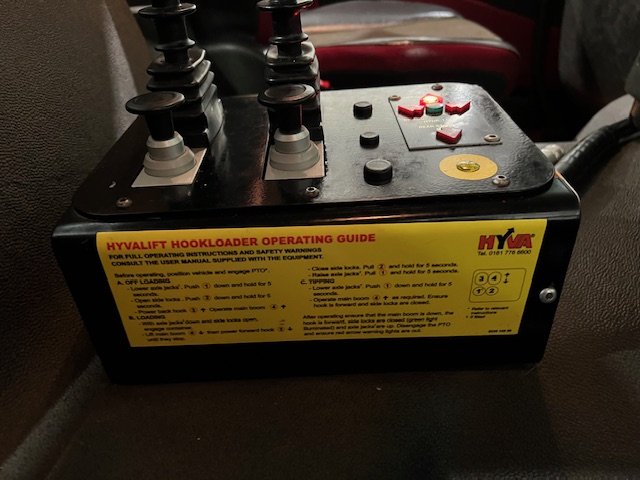 HYVALIFT HOOKLOADER OPERATING GUIDE
FOR FULL OPERATING INSTRUCTIONS AND SAFETY WARNINGS
CONSULT THE USER MANUAL SUPPLIED WITH THE EQUIPMENT.
Before operating, position vehicle and engage PTO*.
A. OFF LOADING
- Lower side jacks*. Push 1 down and hold for 5
seconds.
- Open side locks. Push 2 down and hold for 5
seconds.
- Power back hook 3 ↑ Operate main boom 4 ↑
B. LOADING
- With side jacks* down and side locks open,
engage container.
- Lift main boom 4 ↓ then power forward hook 3 ↓
until they stop.
- Close side locks. Pull 2 and hold for 5 seconds.
- Raise side jacks*. Pull 1 and hold for 5 seconds.
C. TIPPING
- Lower side jacks*. Push 1 down and hold for 5
seconds.
- Operate main boom 4 ↑ as required. Ensure
hook is forward and side locks are closed.
After operating ensure that the main boom is down, the
hook is forward, side locks are closed (green light
illuminated) and side jacks* are up. Disengage the PTO
and ensure red arrow warning lights are out.
HYVA
Tel. 0161 776 6600
3 4 ↑
1 2 ↓
• Refer to relevant
instructions
* If fitted